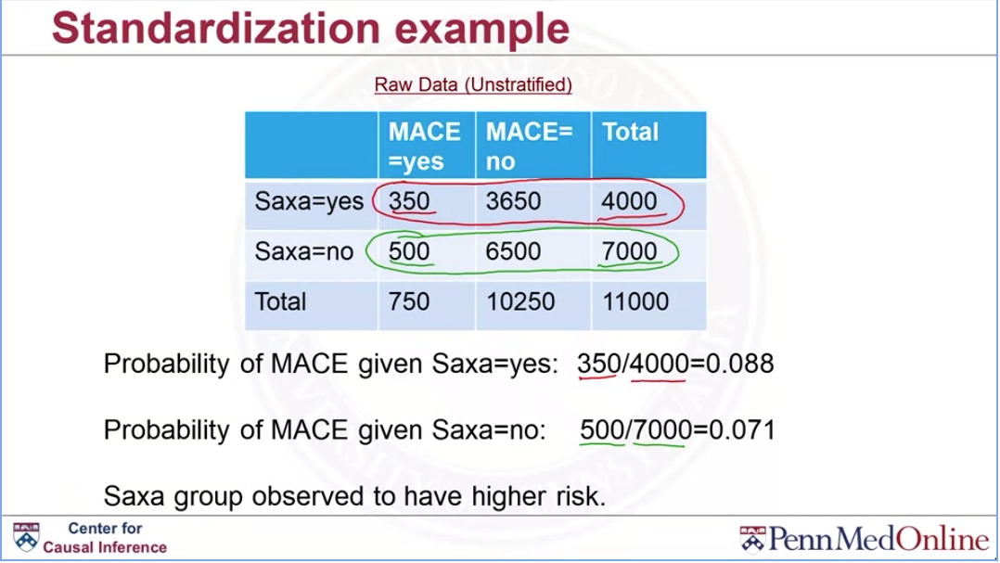 Standardization example
Raw Data (Unstratified)
MACE =yes MACE= no Total
Saxa=yes 350 3650 4000
Saxa=no 500 6500 7000
Total 750 10250 11000
Probability of MACE given Saxa=yes: 350/4000=0.088
Probability of MACE given Saxa=no: 500/7000=0.071
Saxa group observed to have higher risk.
Center for
Causal Inference
PennMedOnline